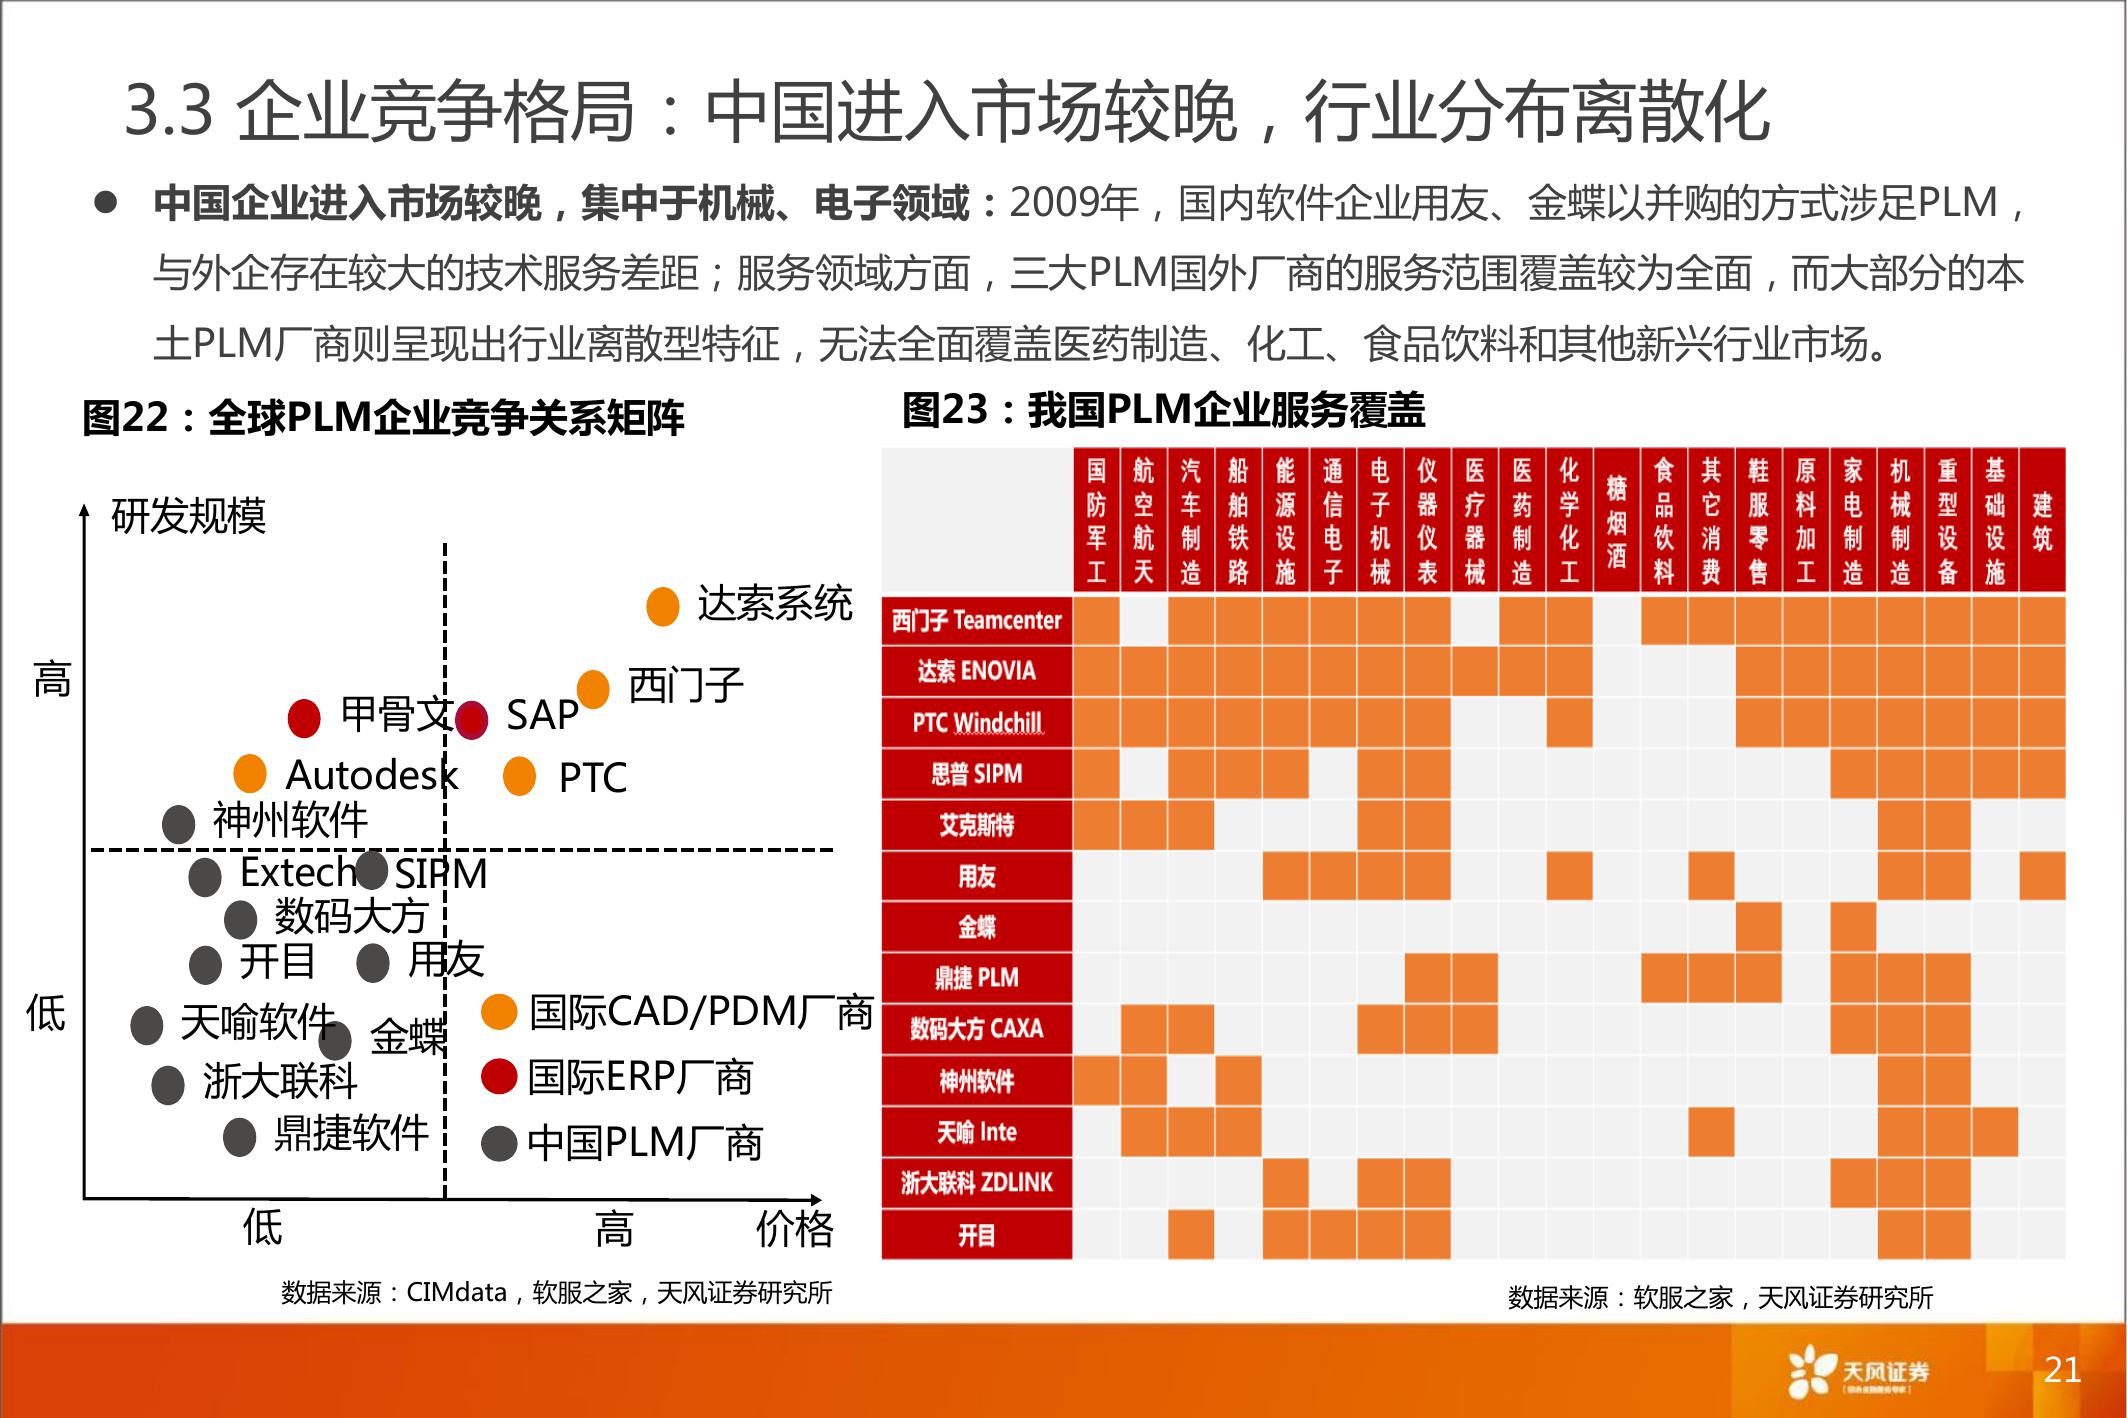 3.3 企业竞争格局：中国进入市场较晚，行业分布离散化
● 中国企业进入市场较晚，集中于机械、电子领域：2009年，国内软件企业用友、金蝶以并购的方式涉足PLM，
与外企存在较大的技术服务差距；服务领域方面，三大PLM国外厂商的服务范围覆盖较为全面，而大部分的本
土PLM厂商则呈现出行业离散型特征，无法全面覆盖医药制造、化工、食品饮料和其他新兴行业市场。
图22：全球PLM企业竞争关系矩阵
研发规模
达索系统
高
西门子
甲骨文
SAP
Autodesk
PTC
神州软件
Extech
SIPM
数码大方
开目
用友
低
天喻软件
金蝶
浙大联科
鼎捷软件
国际CAD/PDM厂商
国际ERP厂商
中国PLM厂商
低
高
价格
数据来源：CIMdata，软服之家，天风证券研究所
图23：我国PLM企业服务覆盖
国防军工
航空航天
汽车制造
船舶铁路
能源设施
通信电子
电子机械
仪器仪表
医疗器械
医药制造
化学化工
糖烟酒
食品饮料
其它消费
鞋服零售
原料加工
家电制造
机械制造
重型设备
基础设施
建筑
西门子 Teamcenter
达索 ENOVIA
PTC Windchill
思普 SIPM
艾克斯特
用友
金蝶
鼎捷 PLM
数码大方 CAXA
神州软件
天喻 Inte
浙大联科 ZDLINK
开目
数据来源：软服之家，天风证券研究所
天风证券
21